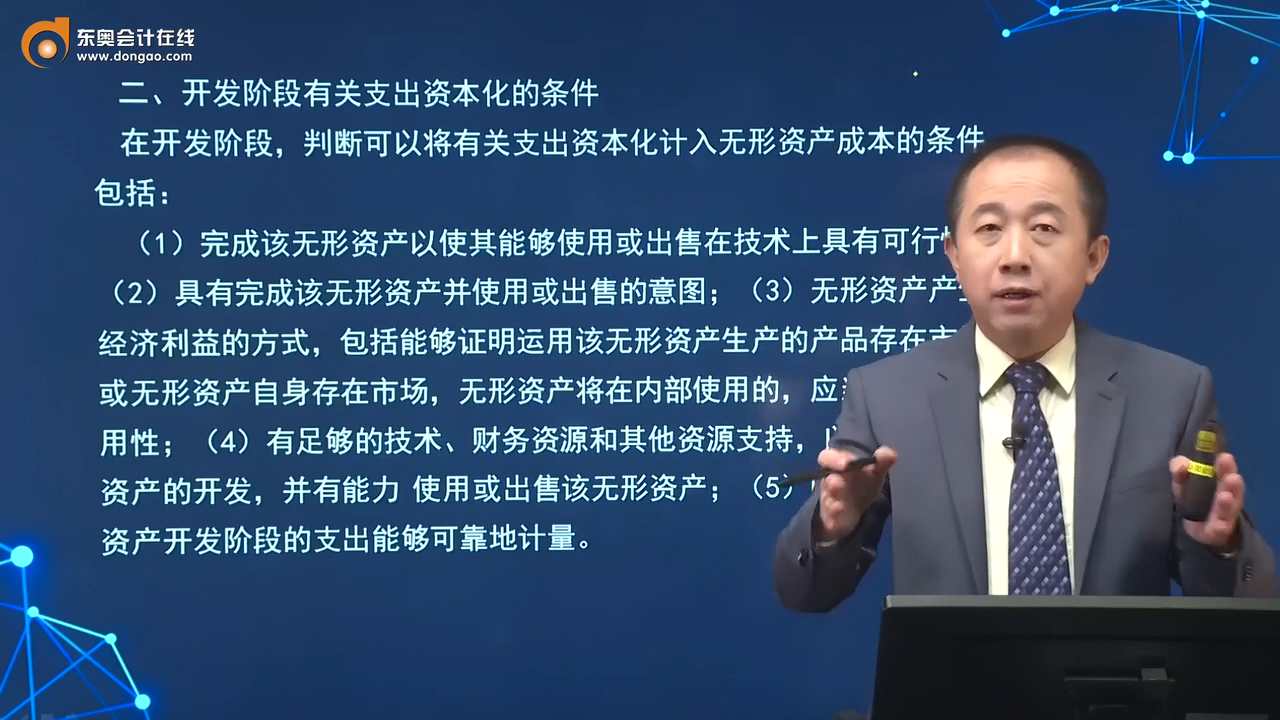 东奥会计在线
www.dongao.com
二、开发阶段有关支出资本化的条件
在开发阶段，判断可以将有关支出资本化计入无形资产成本的条件
包括：
（1）完成该无形资产以使其能够使用或出售在技术上具有可行
（2）具有完成该无形资产并使用或出售的意图；（3）无形资产产
经济利益的方式，包括能够证明运用该无形资产生产的产品存在
或无形资产自身存在市场，无形资产将在内部使用的，应
用性；（4）有足够的技术、财务资源和其他资源支持，
资产的开发，并有能力 使用或出售该无形资产；（5）
资产开发阶段的支出能够可靠地计量。